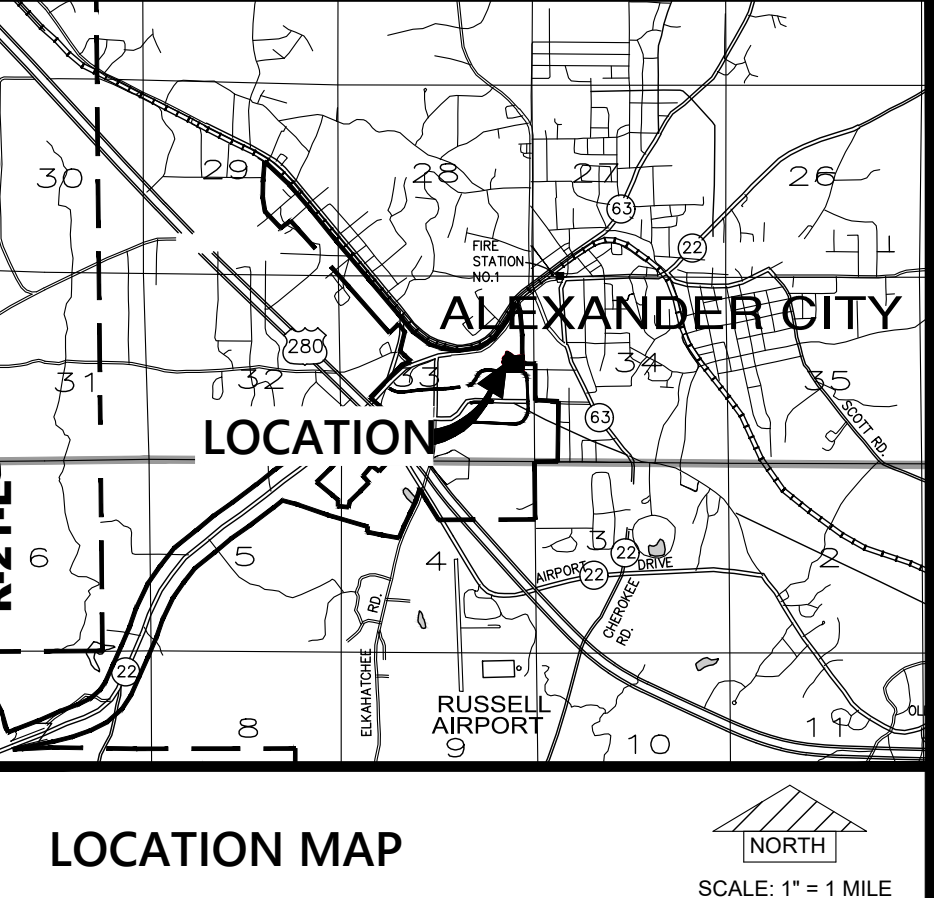 30
29
28
27
26
63
22
FIRE
STATION
NO.1
ALEXANDER CITY
280
31
32
33
34
35
63
SCOTT RD.
LOCATION
6
5
4
3
2
22
AIRPORT
22
DRIVE
CHEROKEE
RD.
RD.
ELKAHATCHEE
22
RUSSELL
AIRPORT
8
9
10
11
LOCATION MAP
NORTH
SCALE: 1" = 1 MILE